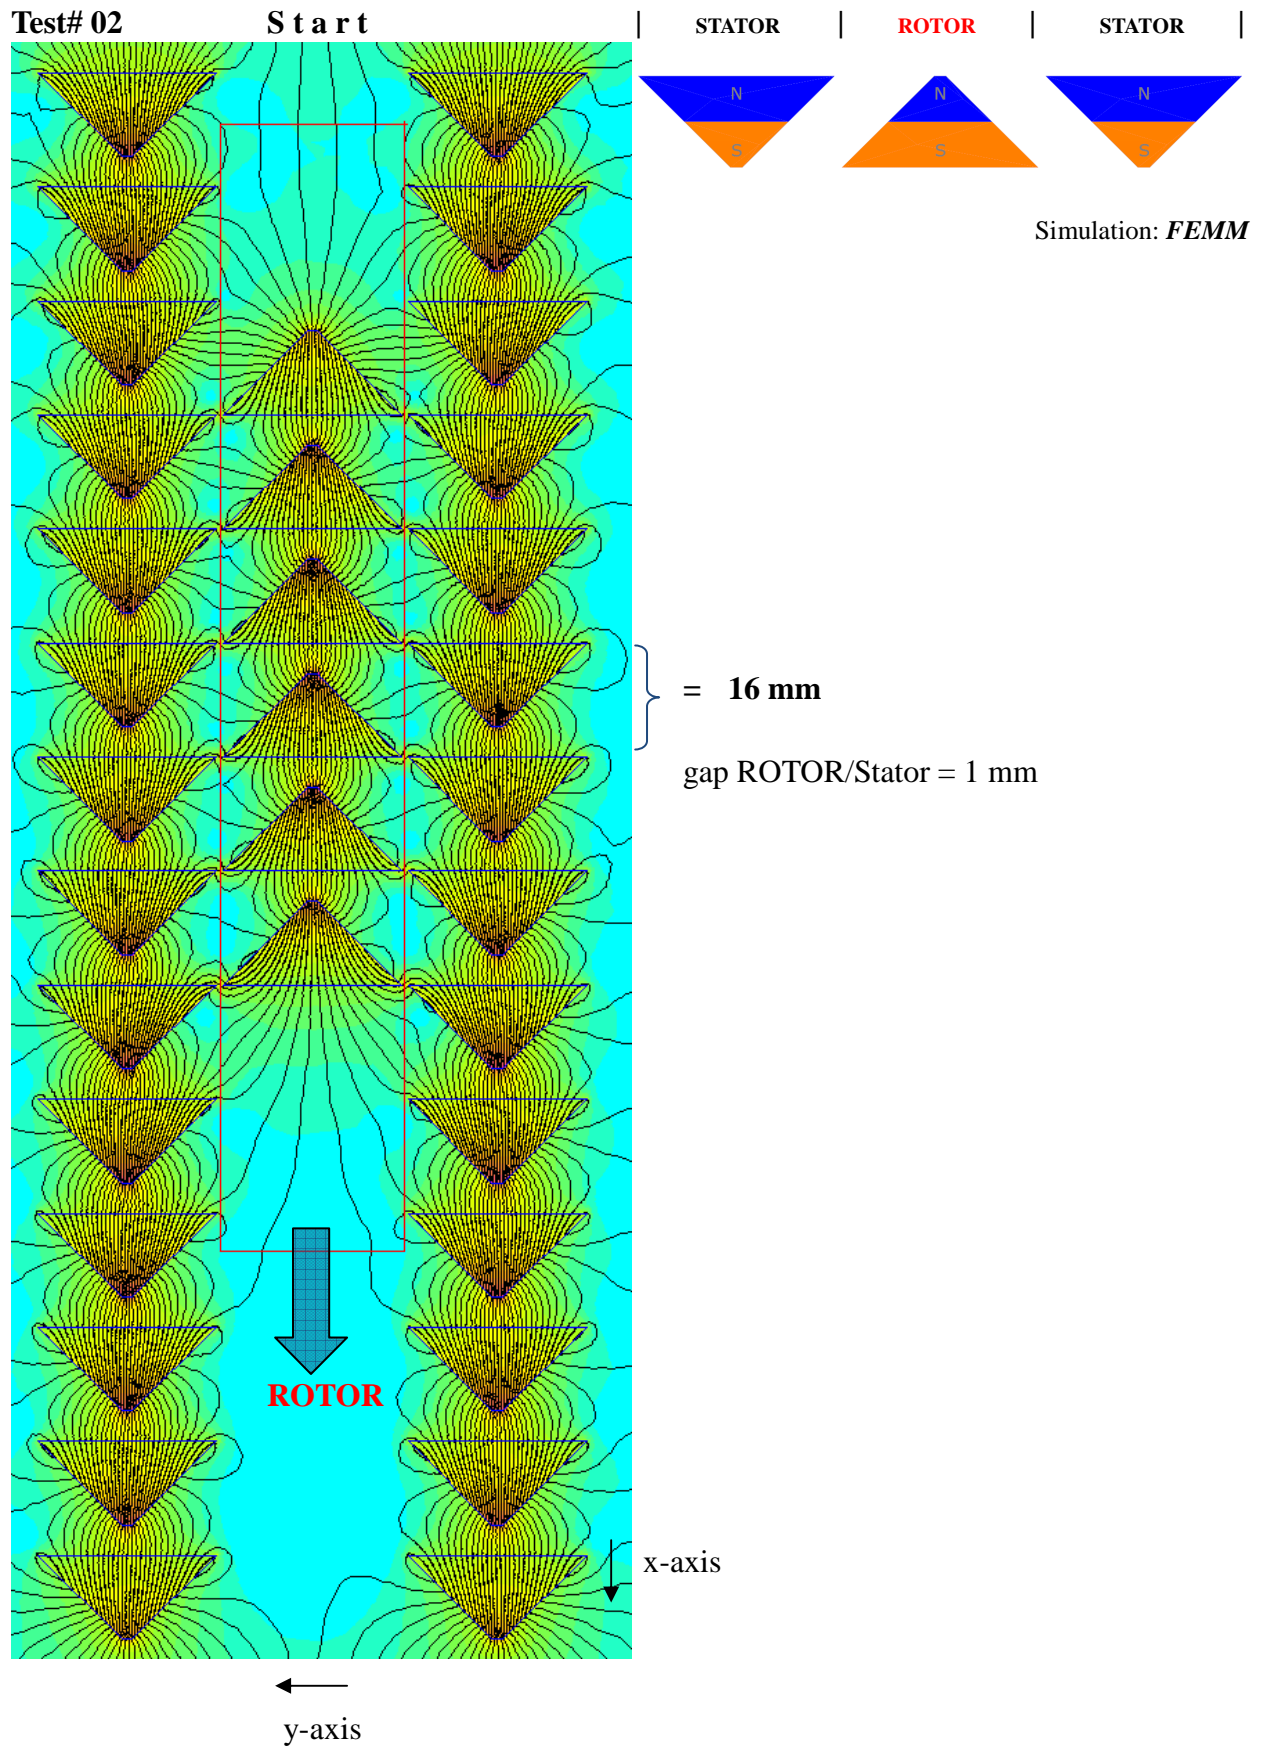 Test# 02 S t a r t | STATOR | ROTOR | STATOR |
N N N
S S S
Simulation: FEMM
= 16 mm
gap ROTOR/Stator = 1 mm
ROTOR
x-axis
y-axis